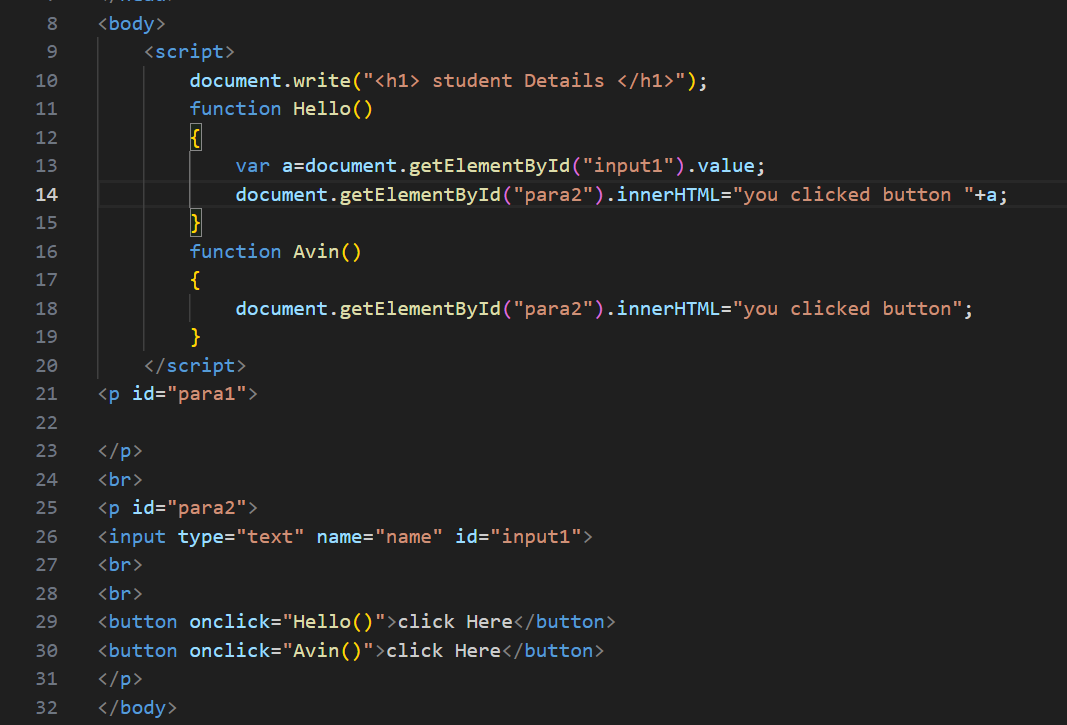 8 <body>
9     <script>
10         document.write("<h1> student Details </h1>");
11         function Hello()
12         {
13             var a=document.getElementById("input1").value;
14             document.getElementById("para2").innerHTML="you clicked button "+a;
15         }
16         function Avin()
17         {
18             document.getElementById("para2").innerHTML="you clicked button";
19         }
20     </script>
21 <p id="para1">
22
23 </p>
24 <br>
25 <p id="para2">
26 <input type="text" name="name" id="input1">
27 <br>
28 <br>
29 <button onclick="Hello()">click Here</button>
30 <button onclick="Avin()">click Here</button>
31 </p>
32 </body>